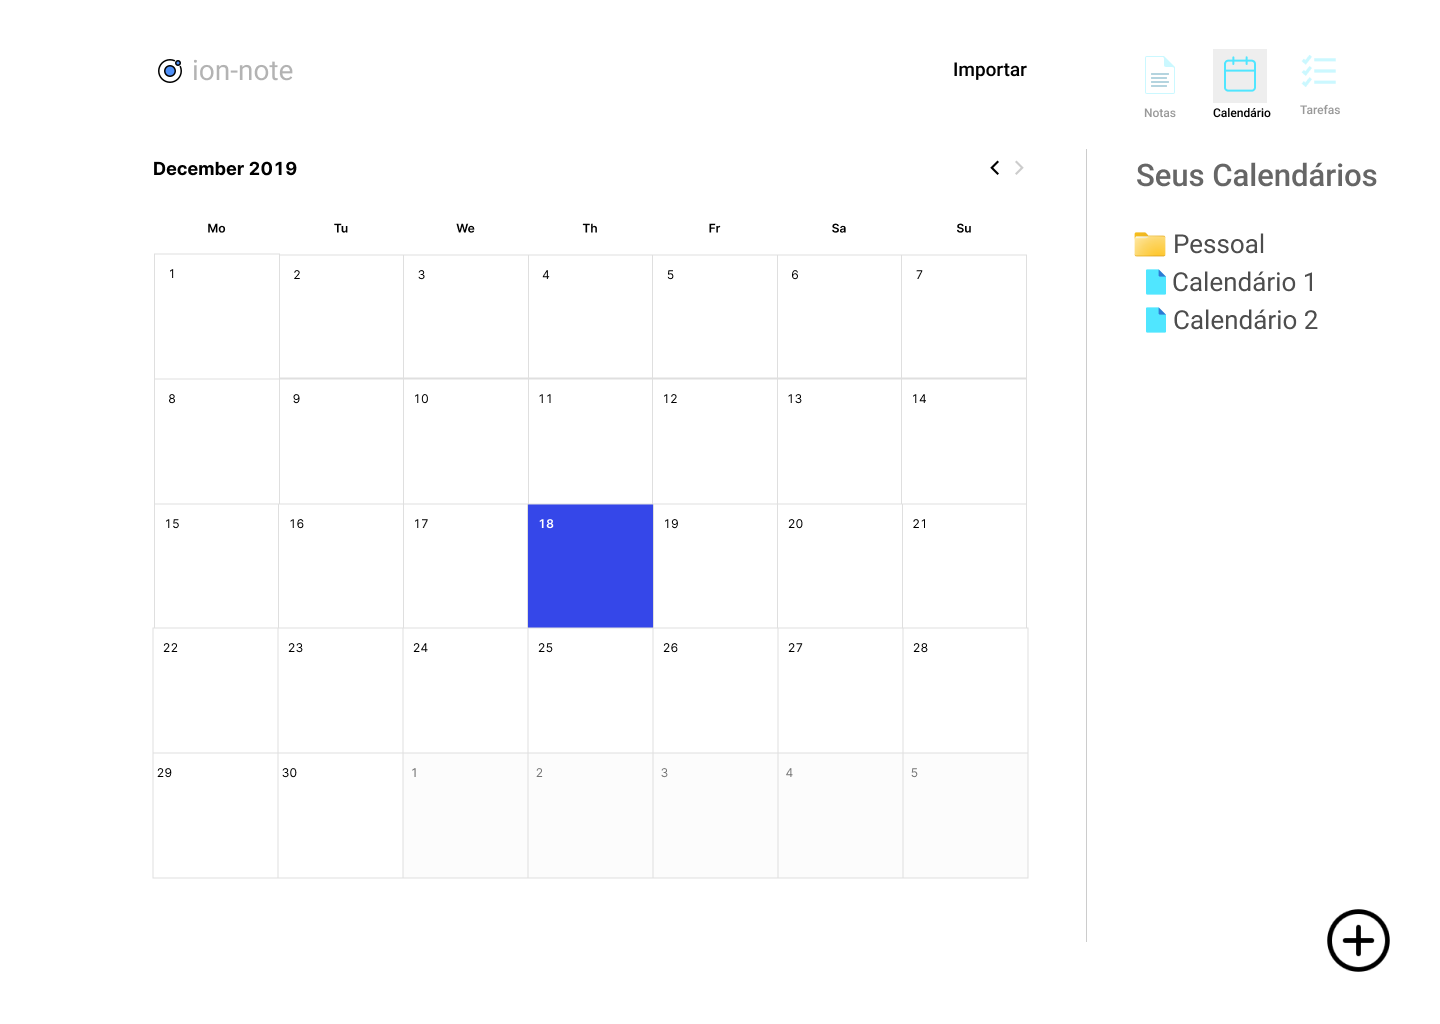 ion-note
Importar
Notas
Calendário
Tarefas
December 2019
Seus Calendários
Mo Tu We Th Fr Sa Su
1 2 3 4 5 6 7
8 9 10 11 12 13 14
15 16 17 18 19 20 21
22 23 24 25 26 27 28
29 30 1 2 3 4 5
Pessoal
Calendário 1
Calendário 2